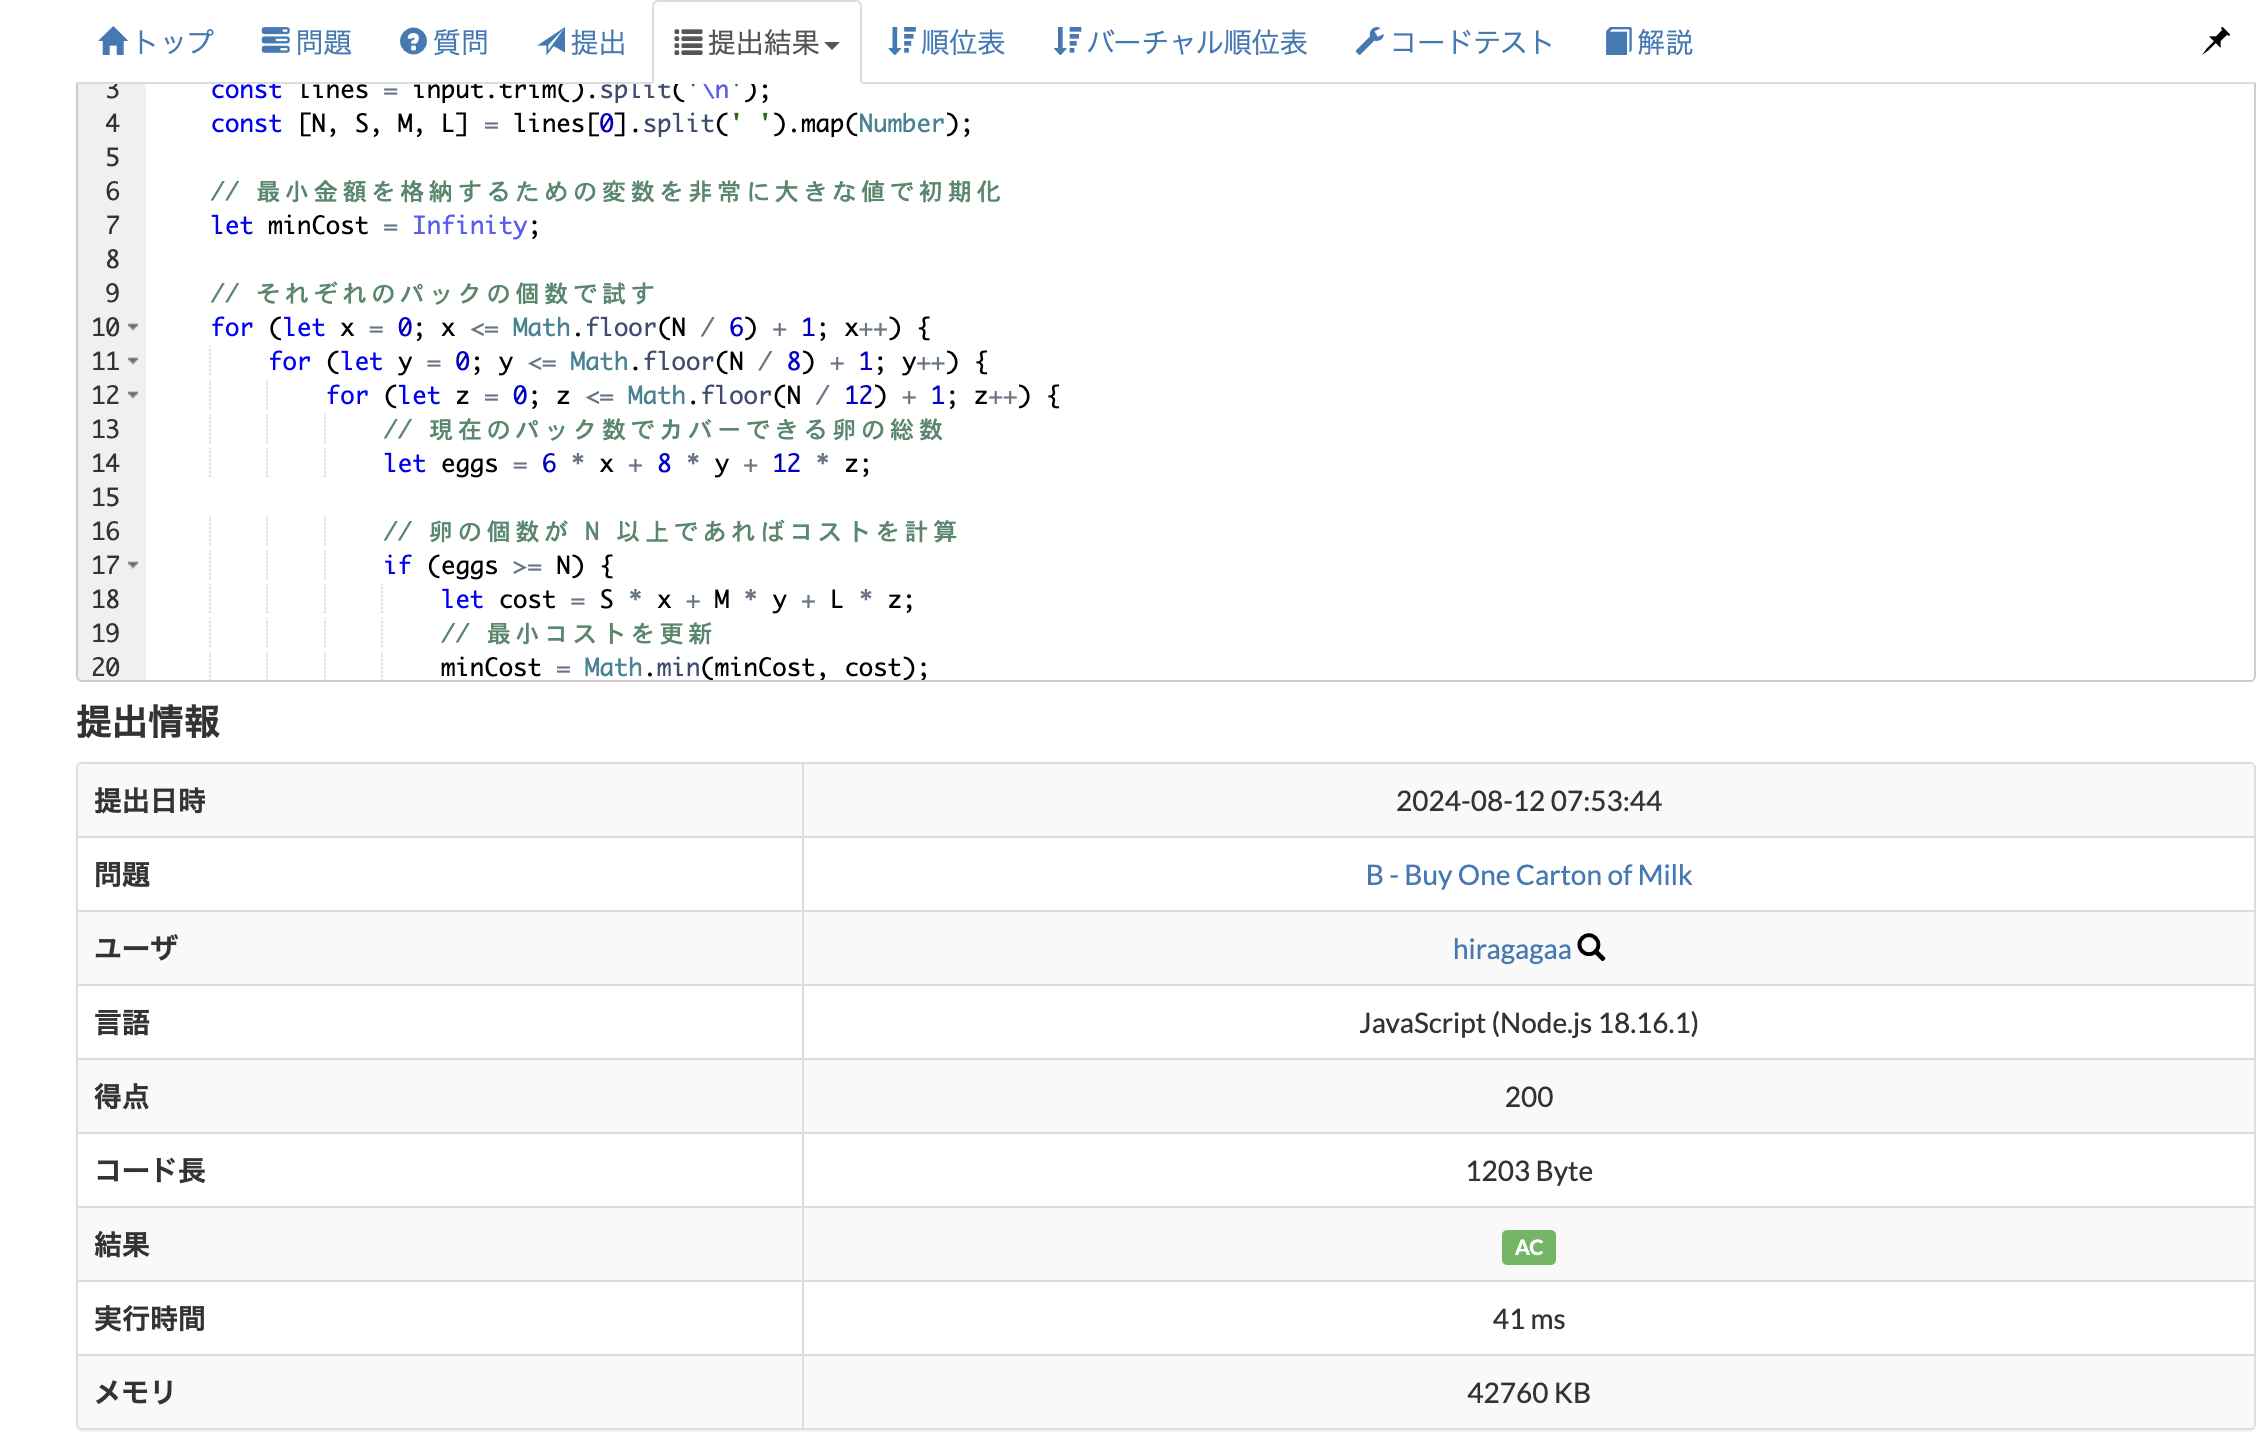 トップ 問題 質問 提出 提出結果 順位表 バーチャル順位表 コードテスト 解説
3 const lines = input.trim().split('\n');
4 const [N, S, M, L] = lines[0].split(' ').map(Number);
5
6 // 最小金額を格納するための変数を非常に大きな値で初期化
7 let minCost = Infinity;
8
9 // それぞれのパックの個数で試す
10 for (let x = 0; x <= Math.floor(N / 6) + 1; x++) {
11 for (let y = 0; y <= Math.floor(N / 8) + 1; y++) {
12 for (let z = 0; z <= Math.floor(N / 12) + 1; z++) {
13 // 現在のパック数でカバーできる卵の総数
14 let eggs = 6 * x + 8 * y + 12 * z;
15
16 // 卵の個数が N 以上であればコストを計算
17 if (eggs >= N) {
18 let cost = S * x + M * y + L * z;
19 // 最小コストを更新
20 minCost = Math.min(minCost, cost);
提出情報
提出日時 2024-08-12 07:53:44
問題 B - Buy One Carton of Milk
ユーザ hiragagaa
言語 JavaScript (Node.js 18.16.1)
得点 200
コード長 1203 Byte
結果 AC
実行時間 41 ms
メモリ 42760 KB